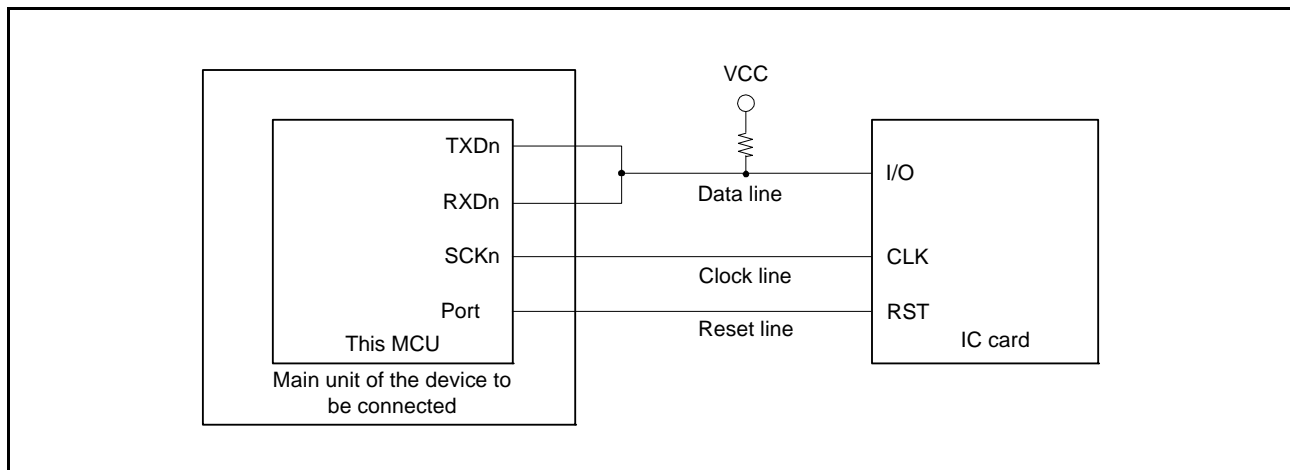 VCC
TXDn
I/O
Data line
RXDn
SCKn
CLK
Clock line
Port
RST
Reset line
This MCU
IC card
Main unit of the device to
be connected